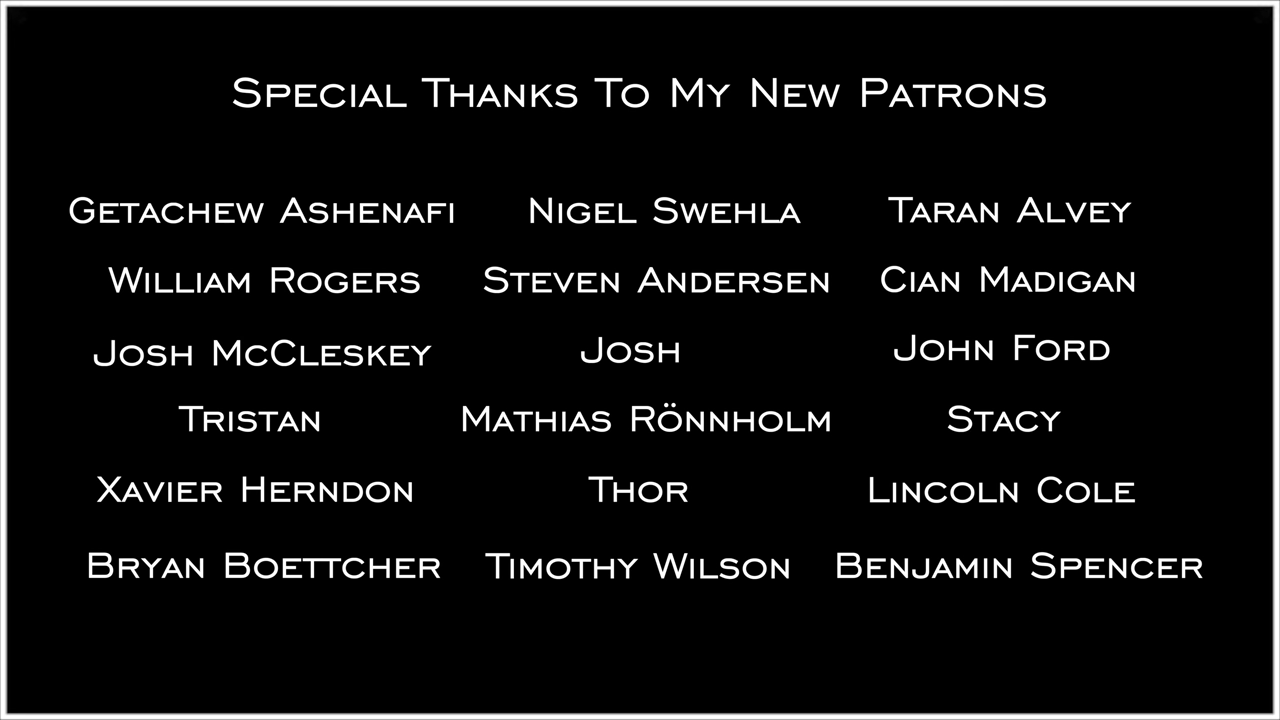 Special Thanks To My New Patrons
Getachew Ashenafi Nigel Swehla Taran Alvey
William Rogers Steven Andersen Cian Madigan
Josh McCleskey Josh John Ford
Tristan Mathias Rönnholm Stacy
Xavier Herndon Thor Lincoln Cole
Bryan Boettcher Timothy Wilson Benjamin Spencer